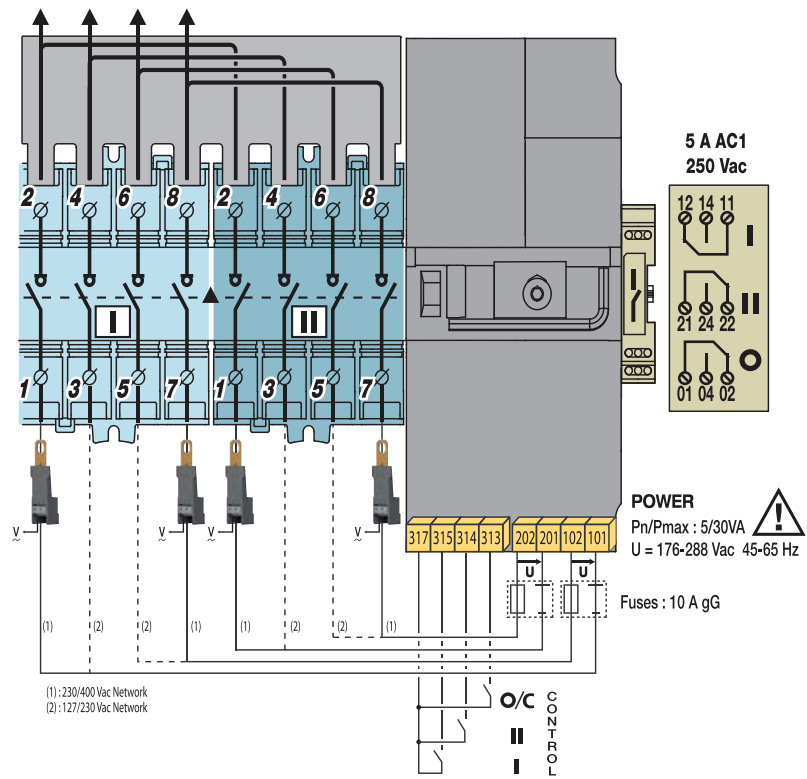 5 A AC1
250 Vac
2 4 6 8 2 4 6 8
12 14 11
I
21 24 22
II
01 04 02
O
I II
I
1 3 5 7 1 3 5 7
V V V V
~ ~ ~ ~
317 315 314 313 202 201 102 101
POWER
Pn/Pmax : 5/30VA
U = 176-288 Vac 45-65 Hz
!
U U
Fuses : 10 A gG
(1) (2) (2) (1) (1) (2) (2) (1)
(1) : 230/400 Vac Network
(2) : 127/230 Vac Network
O/C
II
I
CONTROL